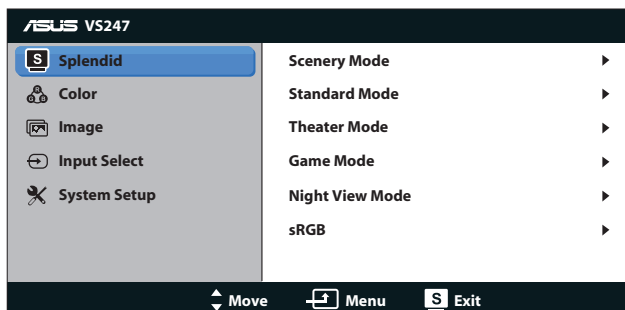 ASUS VS247
S Splendid
Color
Image
Input Select
System Setup
Scenery Mode
Standard Mode
Theater Mode
Game Mode
Night View Mode
sRGB
Move Menu S Exit